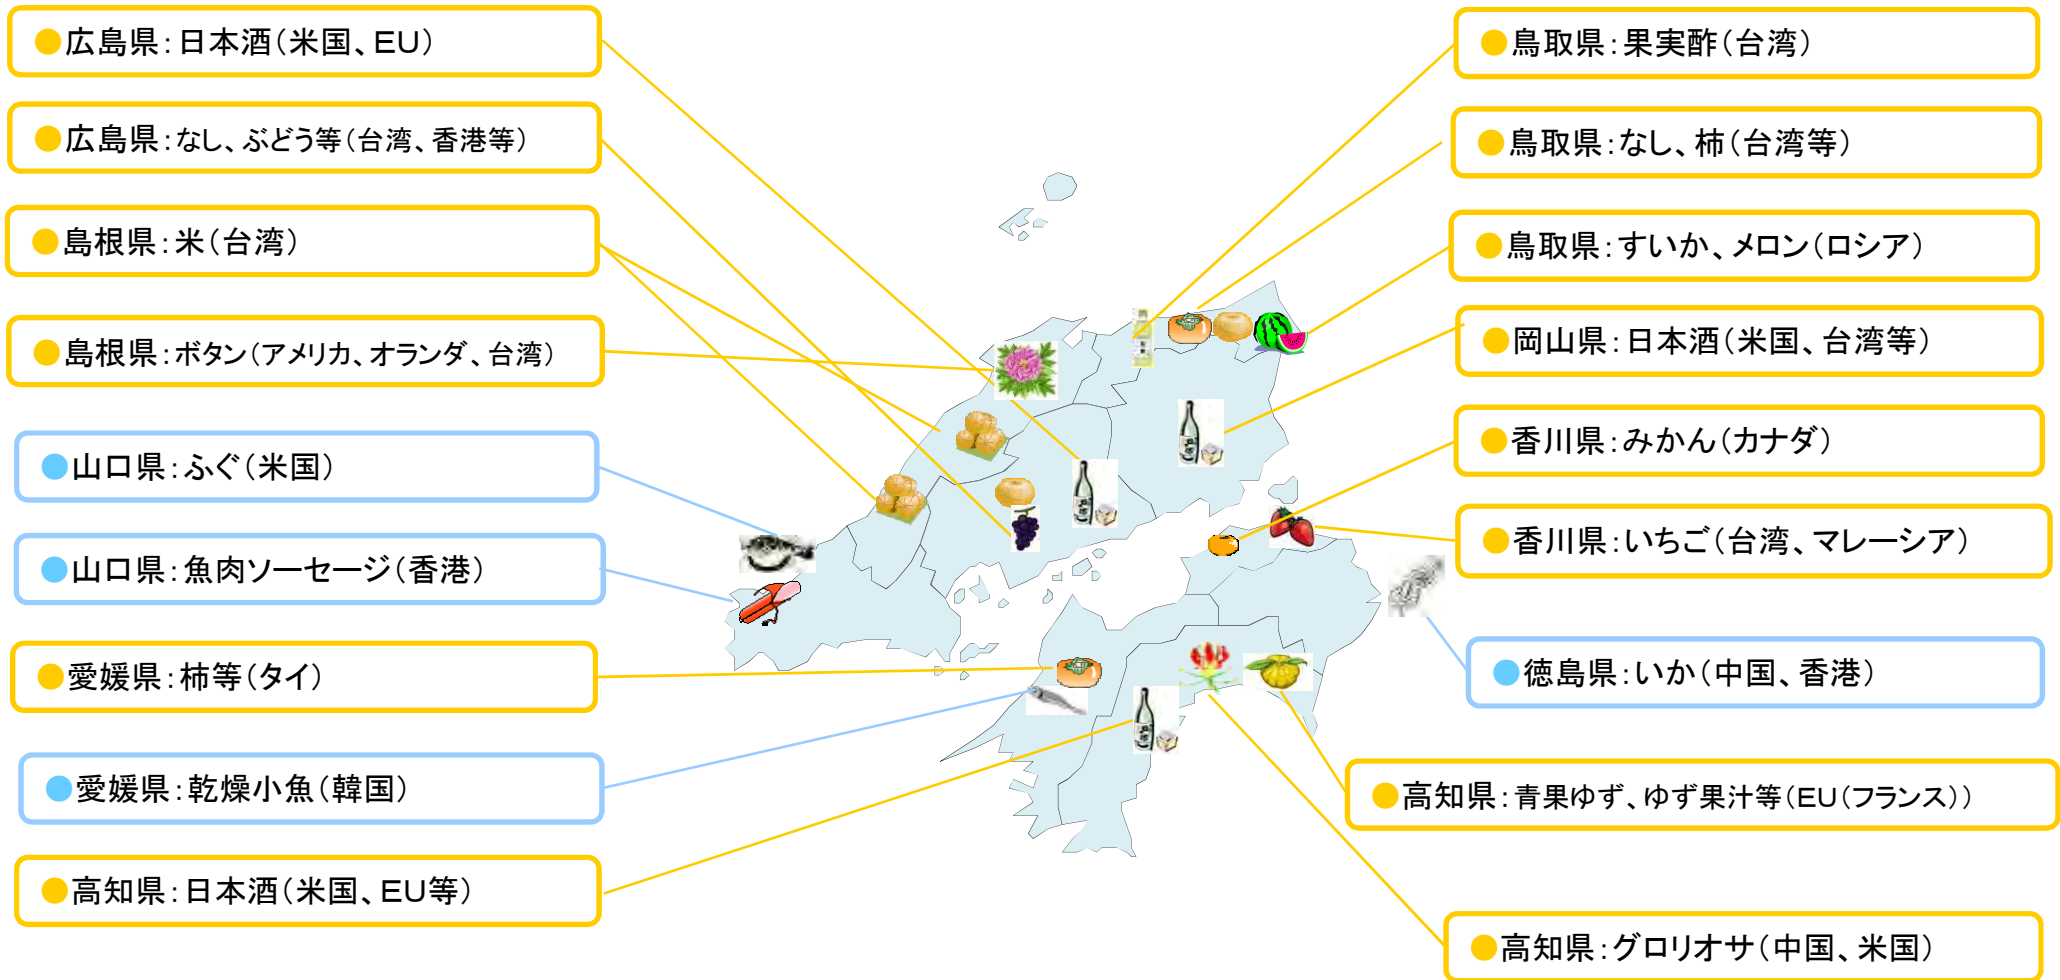 ●広島県：日本酒（米国、EU）
●広島県：なし、ぶどう等（台湾、香港等）
●島根県：米（台湾）
●島根県：ボタン（アメリカ、オランダ、台湾）
●山口県：ふぐ（米国）
●山口県：魚肉ソーセージ（香港）
●愛媛県：柿等（タイ）
●愛媛県：乾燥小魚（韓国）
●高知県：日本酒（米国、EU等）
●鳥取県：果実酢（台湾）
●鳥取県：なし、柿（台湾等）
●鳥取県：すいか、メロン（ロシア）
●岡山県：日本酒（米国、台湾等）
●香川県：みかん（カナダ）
●香川県：いちご（台湾、マレーシア）
●徳島県：いか（中国、香港）
●高知県：青果ゆず、ゆず果汁等（EU（フランス））
●高知県：グロリオサ（中国、米国）